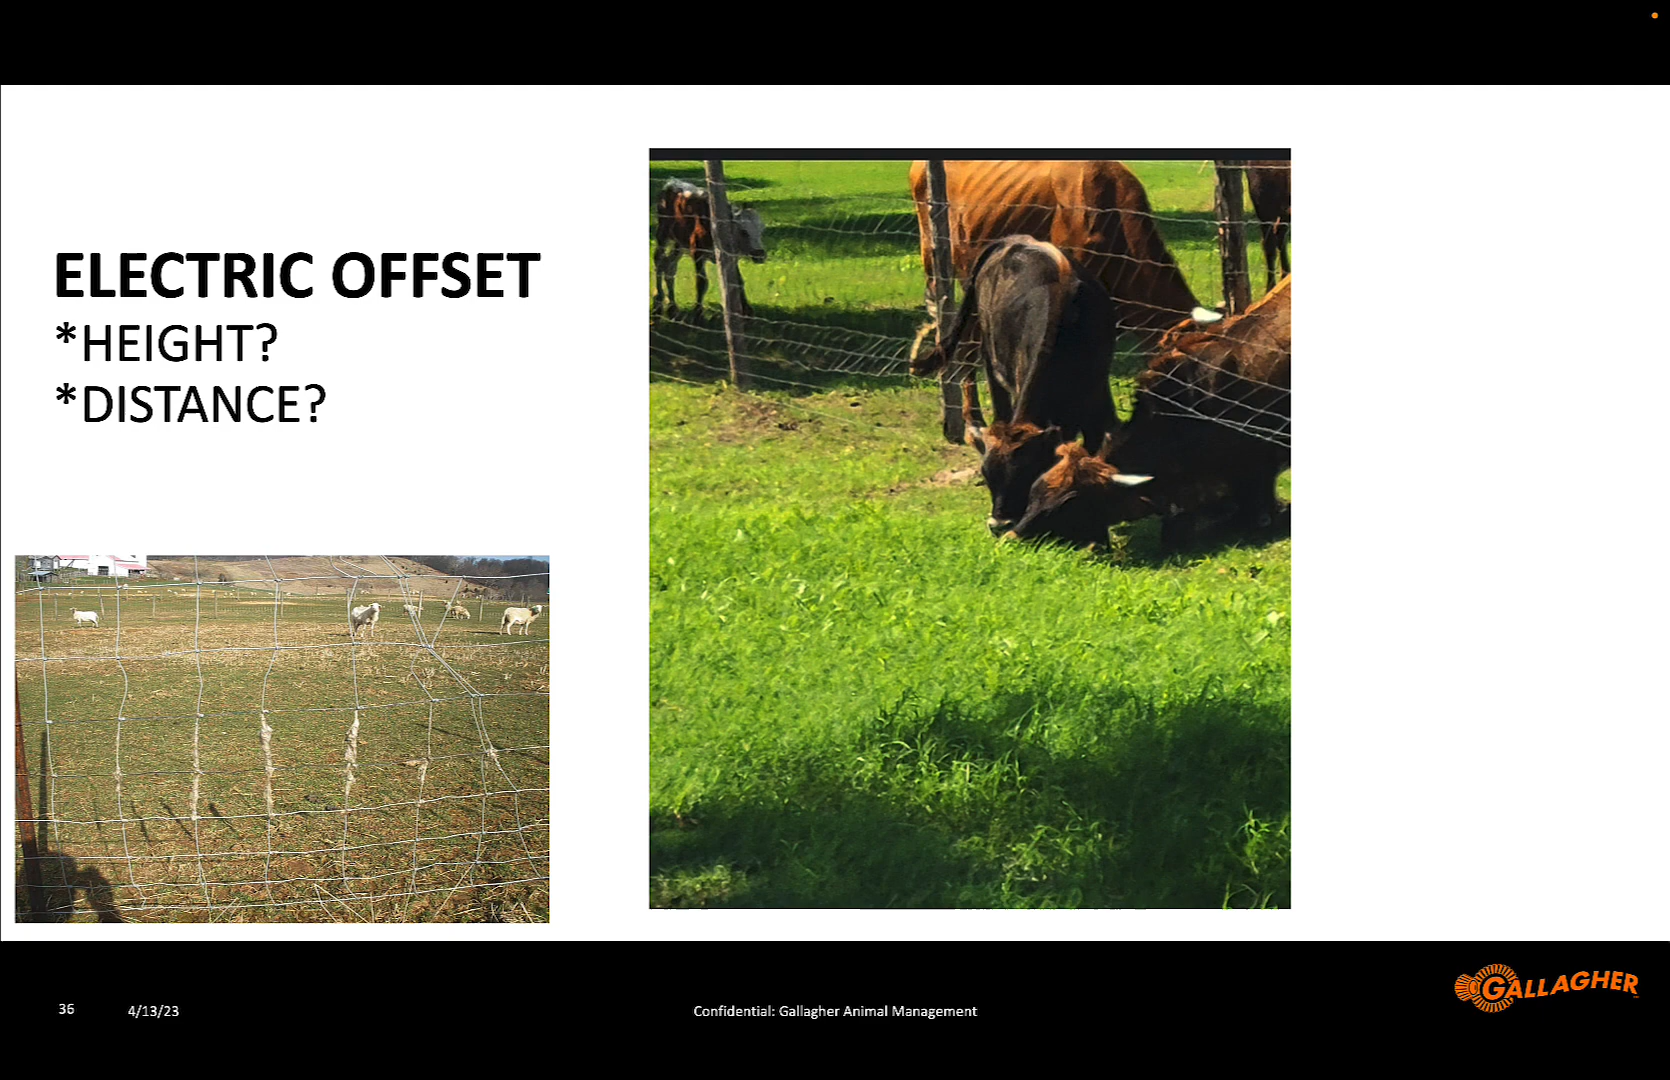 ELECTRIC OFFSET
*HEIGHT?
*DISTANCE?
36
4/13/23
Confidential: Gallagher Animal Management
GALLAGHER